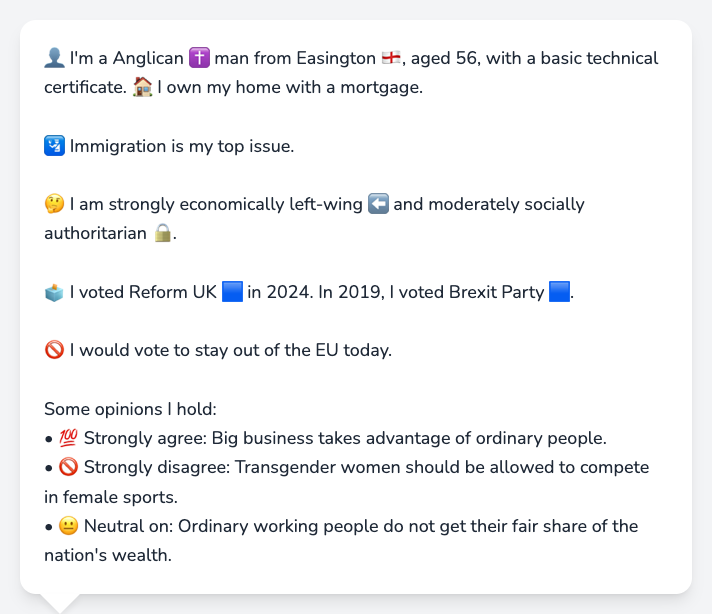 👤 I'm a Anglican ✝️ man from Easington 🏴󠁧󠁢󠁥󠁮󠁧󠁿, aged 56, with a basic technical
certificate. 🏠 I own my home with a mortgage.
🛂 Immigration is my top issue.
🤔 I am strongly economically left-wing ⬅️ and moderately socially
authoritarian 🔒.
🗳️ I voted Reform UK 🟦 in 2024. In 2019, I voted Brexit Party 🟦.
🚫 I would vote to stay out of the EU today.
Some opinions I hold:
• 💯 Strongly agree: Big business takes advantage of ordinary people.
• 🚫 Strongly disagree: Transgender women should be allowed to compete
in female sports.
• 😐 Neutral on: Ordinary working people do not get their fair share of the
nation's wealth.